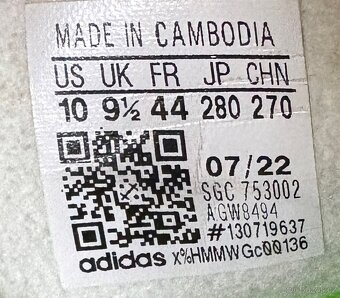 MADE IN CAMBODIA
US UK FR JP CHN
10 9½ 44 280 270
07/22
SGC 753002
AGW8494
#130719637
adidas X%HMMWGc00136